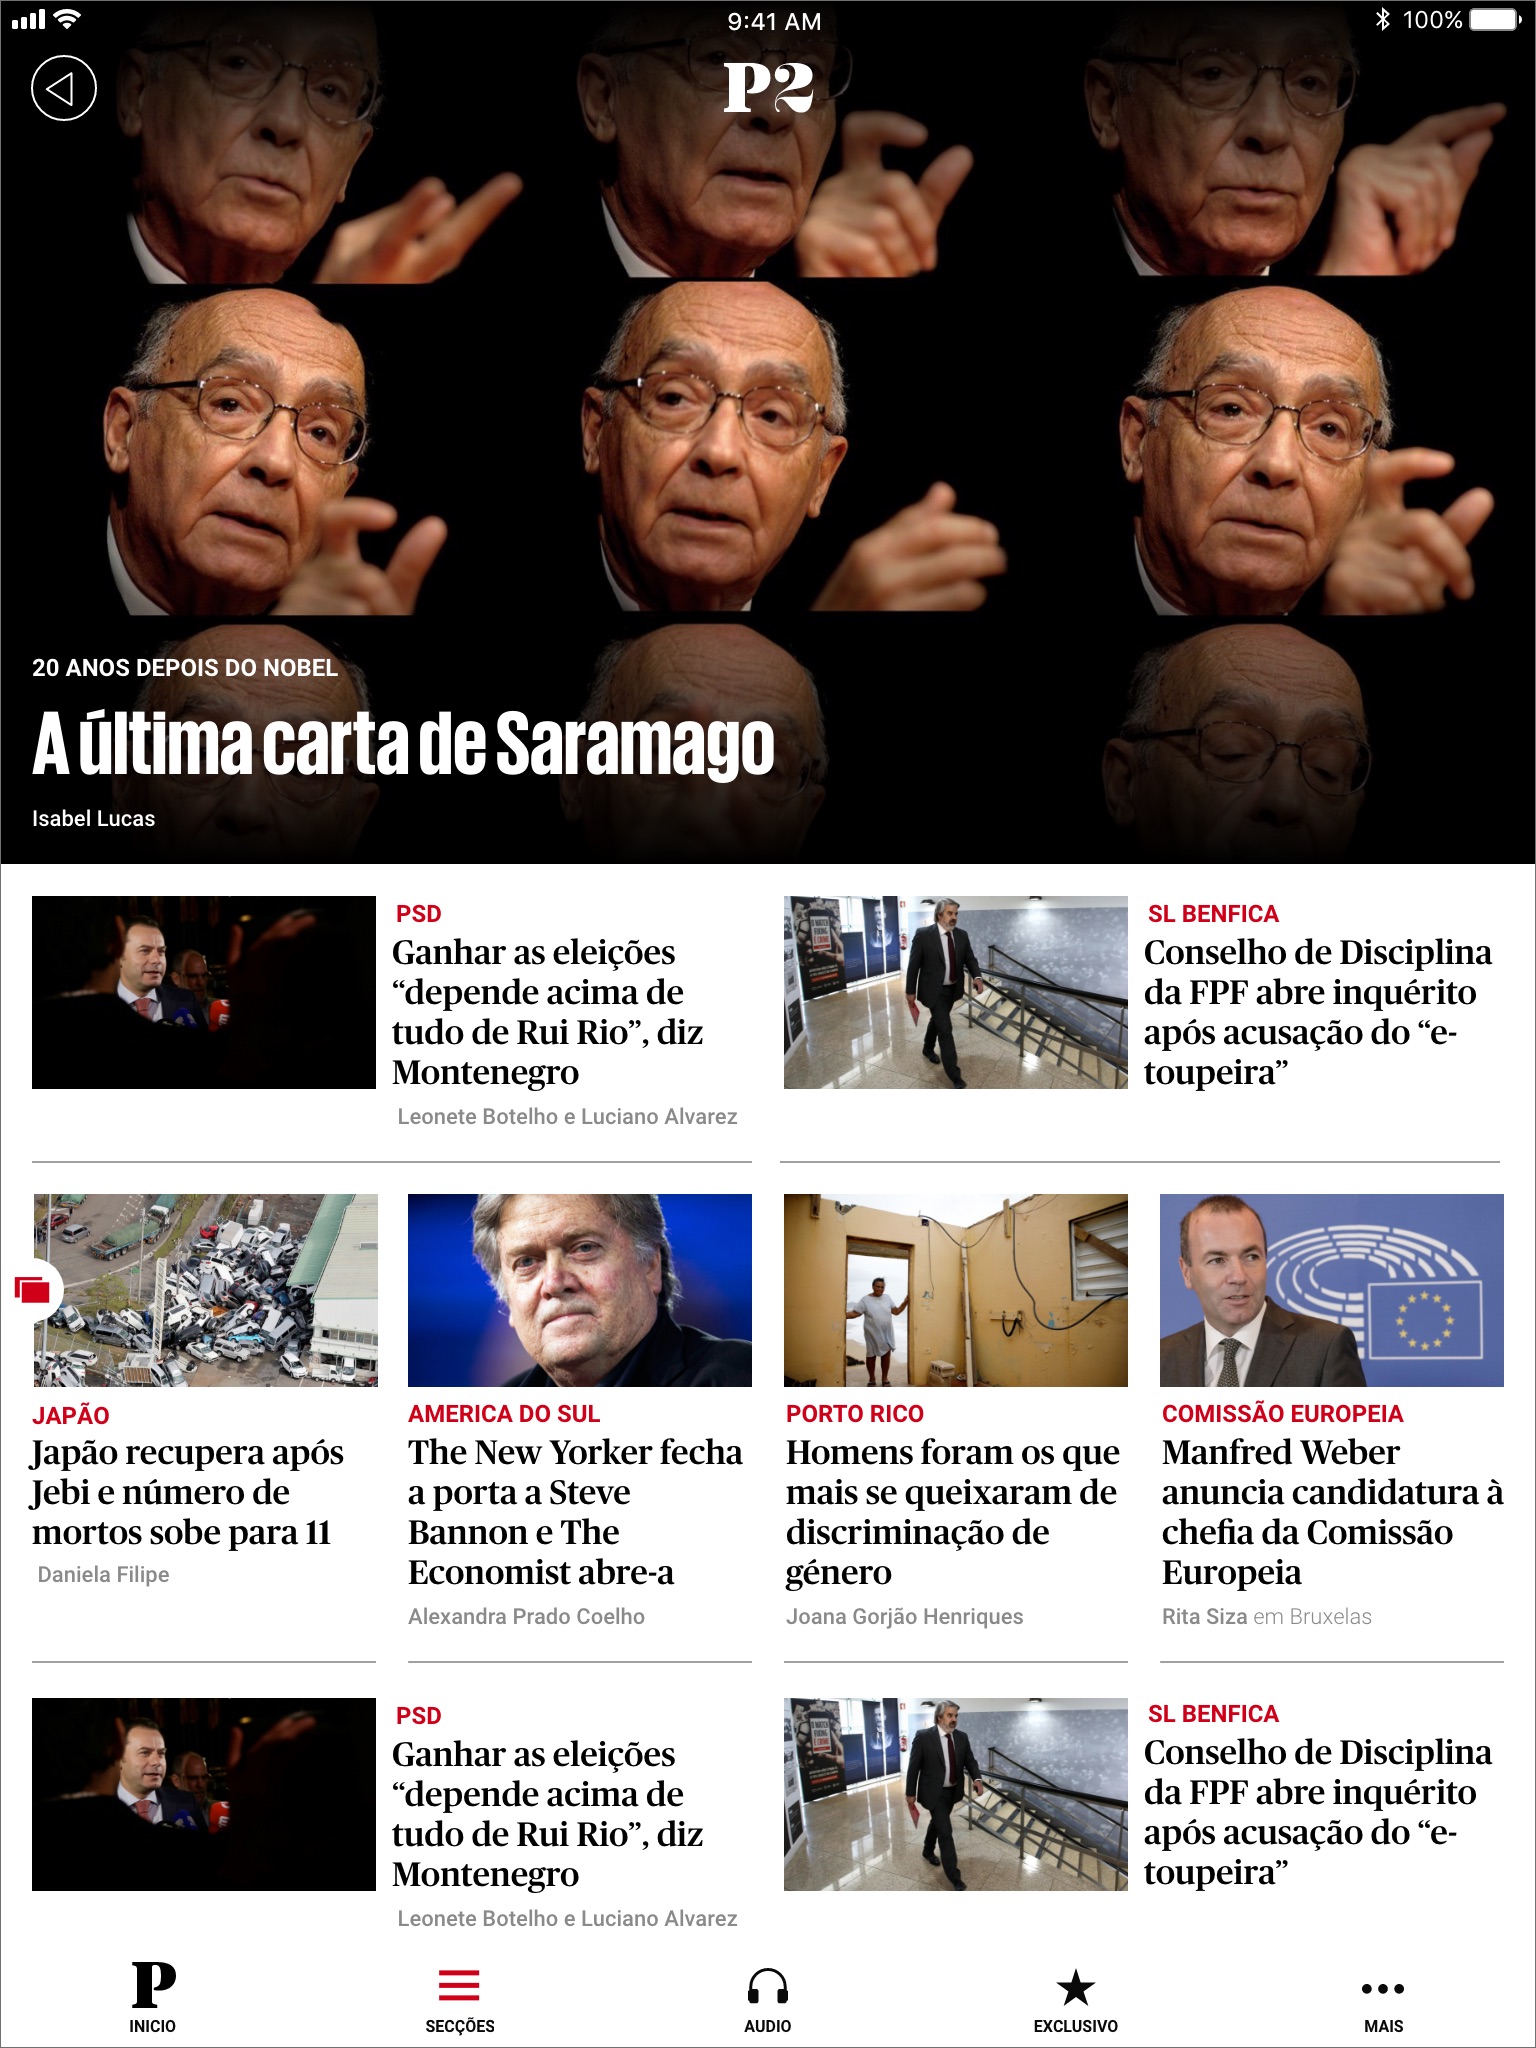 9:41 AM
100%
P2
20 ANOS DEPOIS DO NOBEL
A última carta de Saramago
Isabel Lucas
PSD
Ganhar as eleições
“depende acima de
tudo de Rui Rio”, diz
Montenegro
Leonete Botelho e Luciano Alvarez
SL BENFICA
Conselho de Disciplina
da FPF abre inquérito
após acusação do “e-
toupeira”
JAPÃO
Japão recupera após
Jebi e número de
mortos sobe para 11
Daniela Filipe
AMERICA DO SUL
The New Yorker fecha
a porta a Steve
Bannon e The
Economist abre-a
Alexandra Prado Coelho
PORTO RICO
Homens foram os que
mais se queixaram de
discriminação de
género
Joana Gorjão Henriques
COMISSÃO EUROPEIA
Manfred Weber
anuncia candidatura à
chefia da Comissão
Europeia
Rita Siza em Bruxelas
PSD
Ganhar as eleições
“depende acima de
tudo de Rui Rio”, diz
Montenegro
Leonete Botelho e Luciano Alvarez
SL BENFICA
Conselho de Disciplina
da FPF abre inquérito
após acusação do “e-
toupeira”
P
INICIO
SECÇÕES
AUDIO
EXCLUSIVO
MAIS